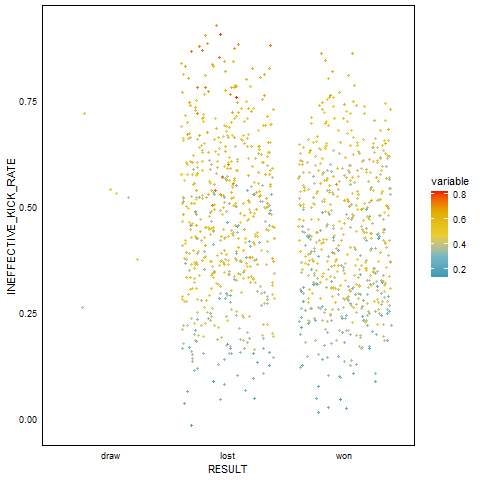 INEFFECTIVE_KICK_RATE
0.75
0.50
0.25
0.00
draw
lost
won
RESULT
variable
0.8
0.6
0.4
0.2